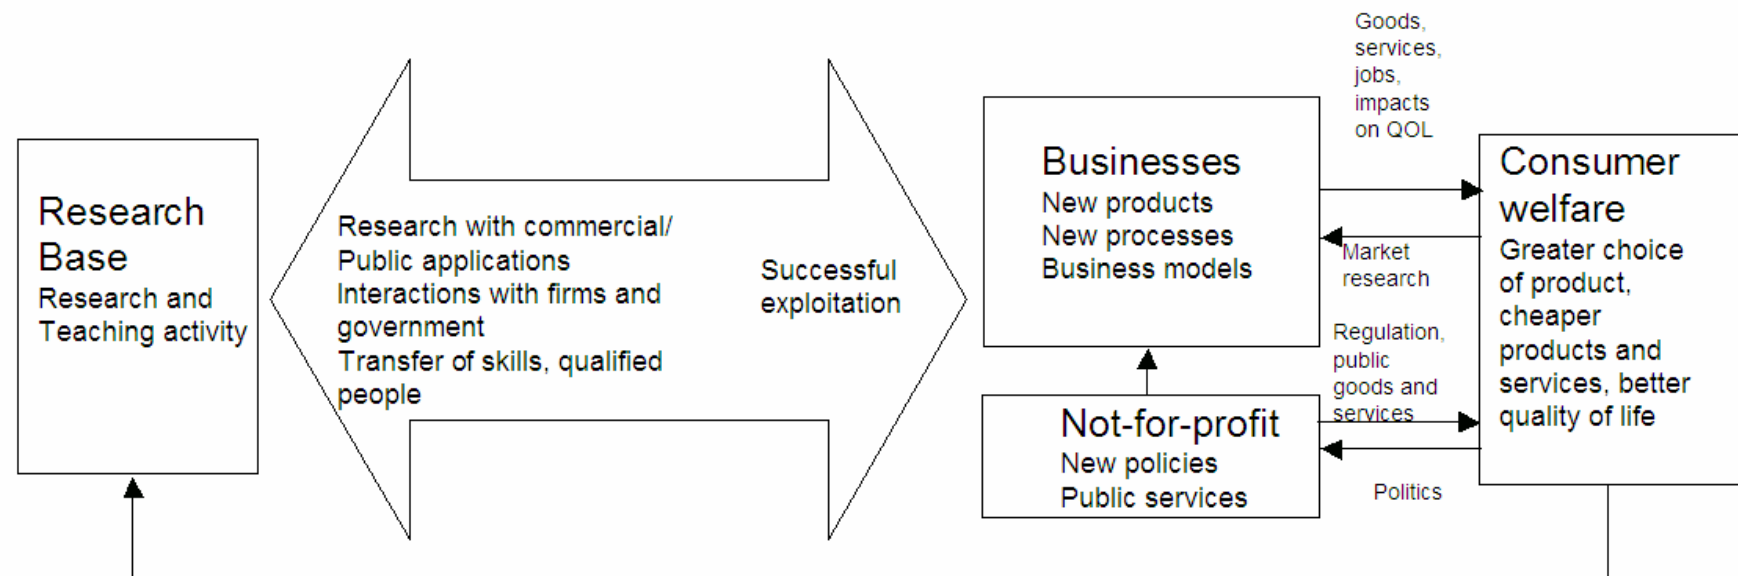 Research
Base
Research and
Teaching activity
Research with commercial/
Public applications
Interactions with firms and
government
Transfer of skills, qualified
people
Successful
exploitation
Businesses
New products
New processes
Business models
Not-for-profit
New policies
Public services
Goods,
services,
jobs,
impacts
on QOL
Market
research
Regulation,
public
goods and
services
Politics
Consumer
welfare
Greater choice
of product,
cheaper
products and
services, better
quality of life